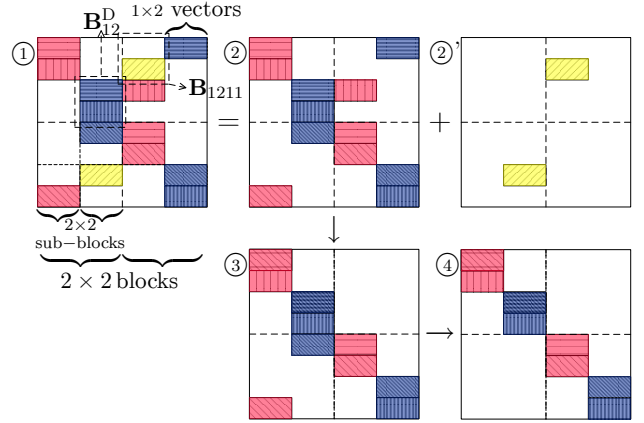 B^D_12
1×2 vectors
①
②
②'
B_1211
=
+
2×2
sub−blocks
2 × 2 blocks
↓
③
④
→